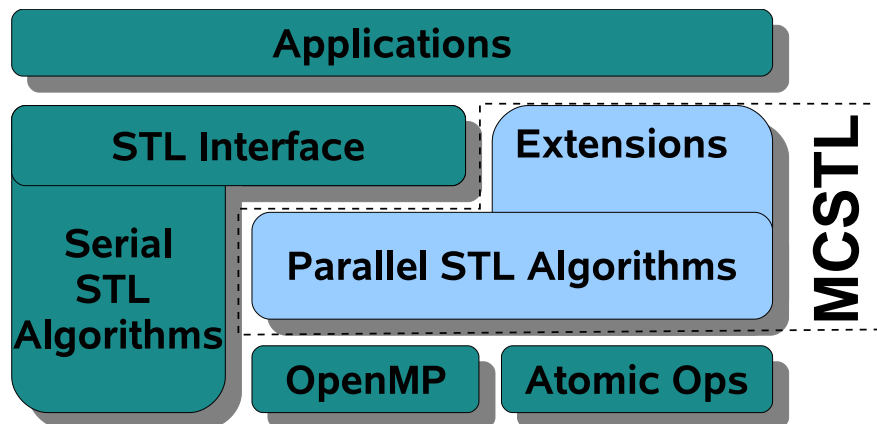 Applications
STL Interface
Extensions
MCSTL
Serial
STL
Algorithms
Parallel STL Algorithms
OpenMP
Atomic Ops